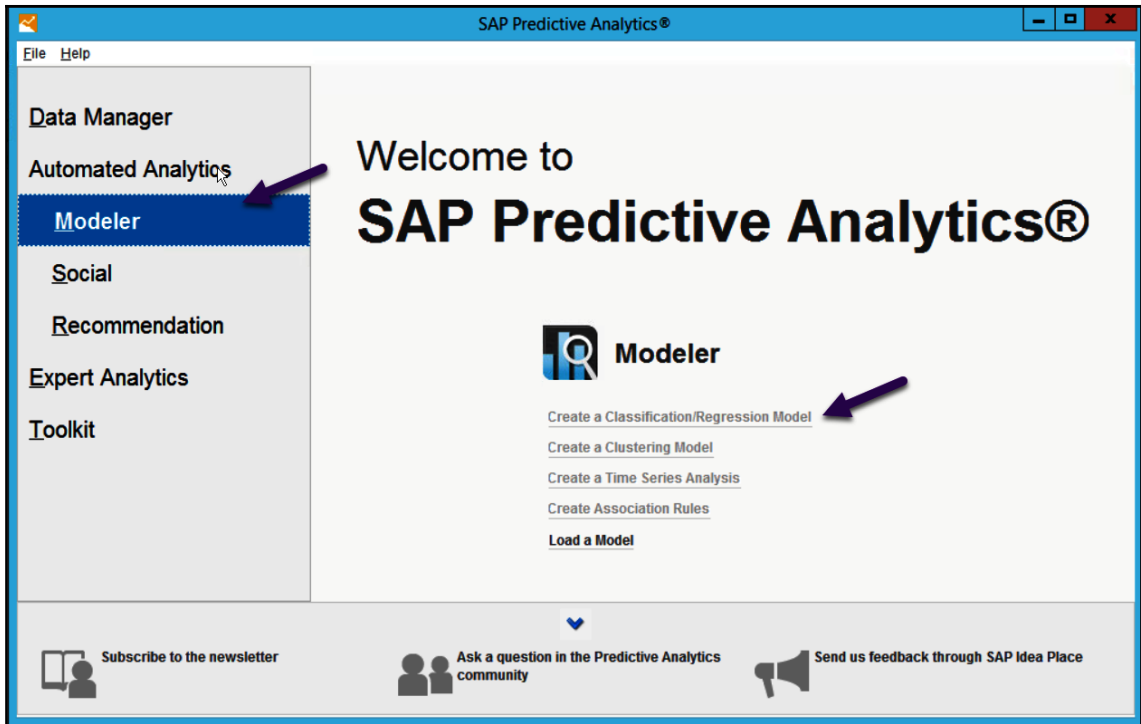 SAP Predictive Analytics®
X
File Help
Data Manager
Automated Analytics
Modeler
Social
Recommendation
Expert Analytics
Toolkit
Welcome to
SAP Predictive Analytics®
Modeler
Create a Classification/Regression Model
Create a Clustering Model
Create a Time Series Analysis
Create Association Rules
Load a Model
Subscribe to the newsletter
Ask a question in the Predictive Analytics
community
Send us feedback through SAP Idea Place